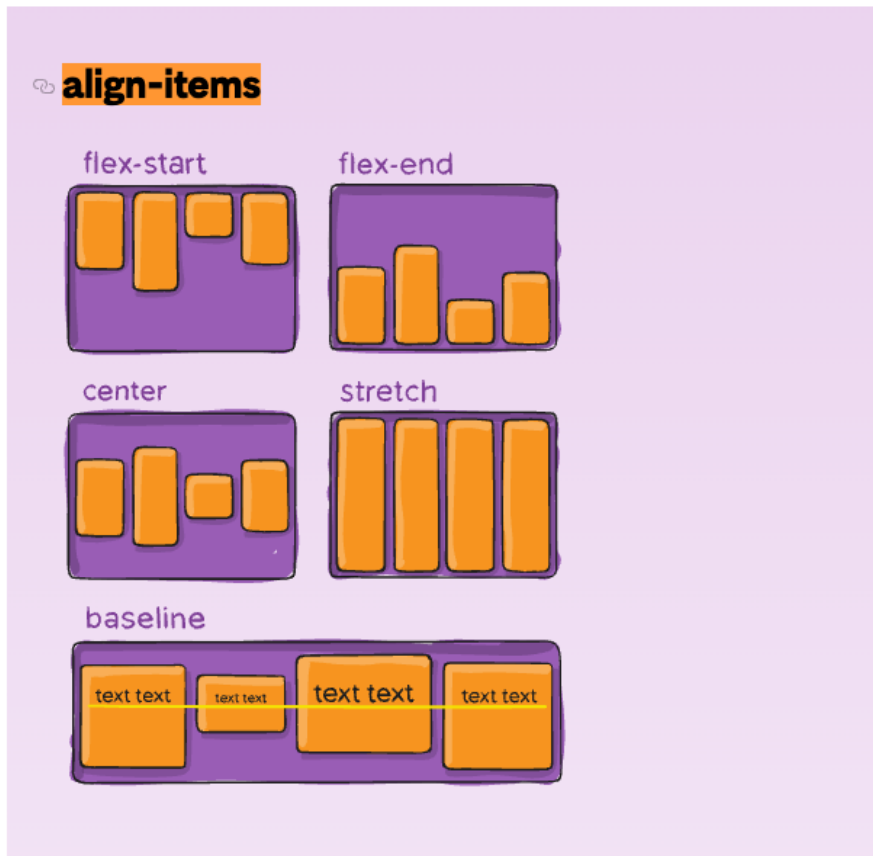 align-items
flex-start flex-end
center stretch
baseline
text text text text text text text text